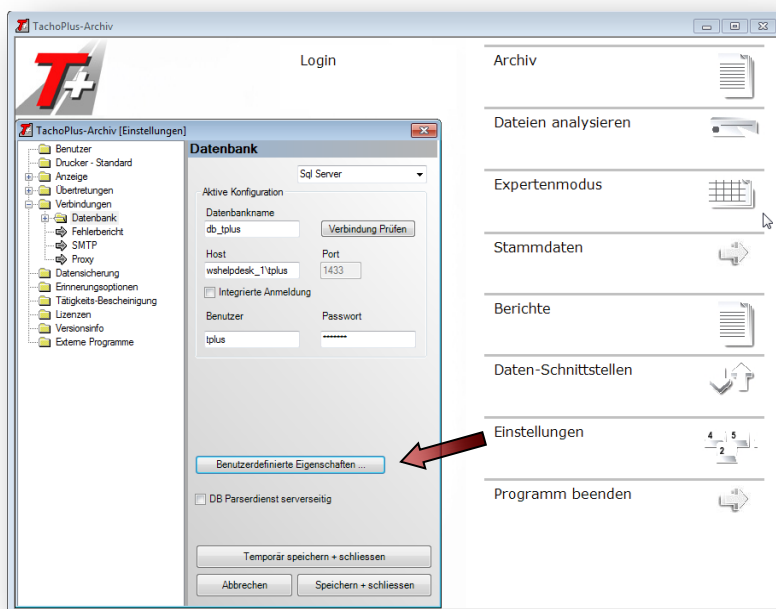 TachoPlus-Archiv
T+
Login
Archiv
Dateien analysieren
Expertenmodus
Stammdaten
Berichte
Daten-Schnittstellen
Einstellungen
4 5
2
Programm beenden
TachoPlus-Archiv [Einstellungen]
Benutzer
Drucker - Standard
Anzeige
Übertretungen
Verbindungen
Datenbank
Fehlerbericht
SMTP
Proxy
Datensicherung
Erinnerungsoptionen
Tätigkeits-Bescheinigung
Lizenzen
Versionsinfo
Externe Programme
Datenbank
Sql Server
Aktive Konfiguration
Datenbankname
db_tplus
Verbindung Prüfen
Host Port
wshelpdesk_1\tplus 1433
Integrierte Anmeldung
Benutzer Passwort
tplus *******
Benutzerdefinierte Eigenschaften ...
DB Parserdienst serverseitig
Temporär speichern + schliessen
Abbrechen Speichern + schliessen